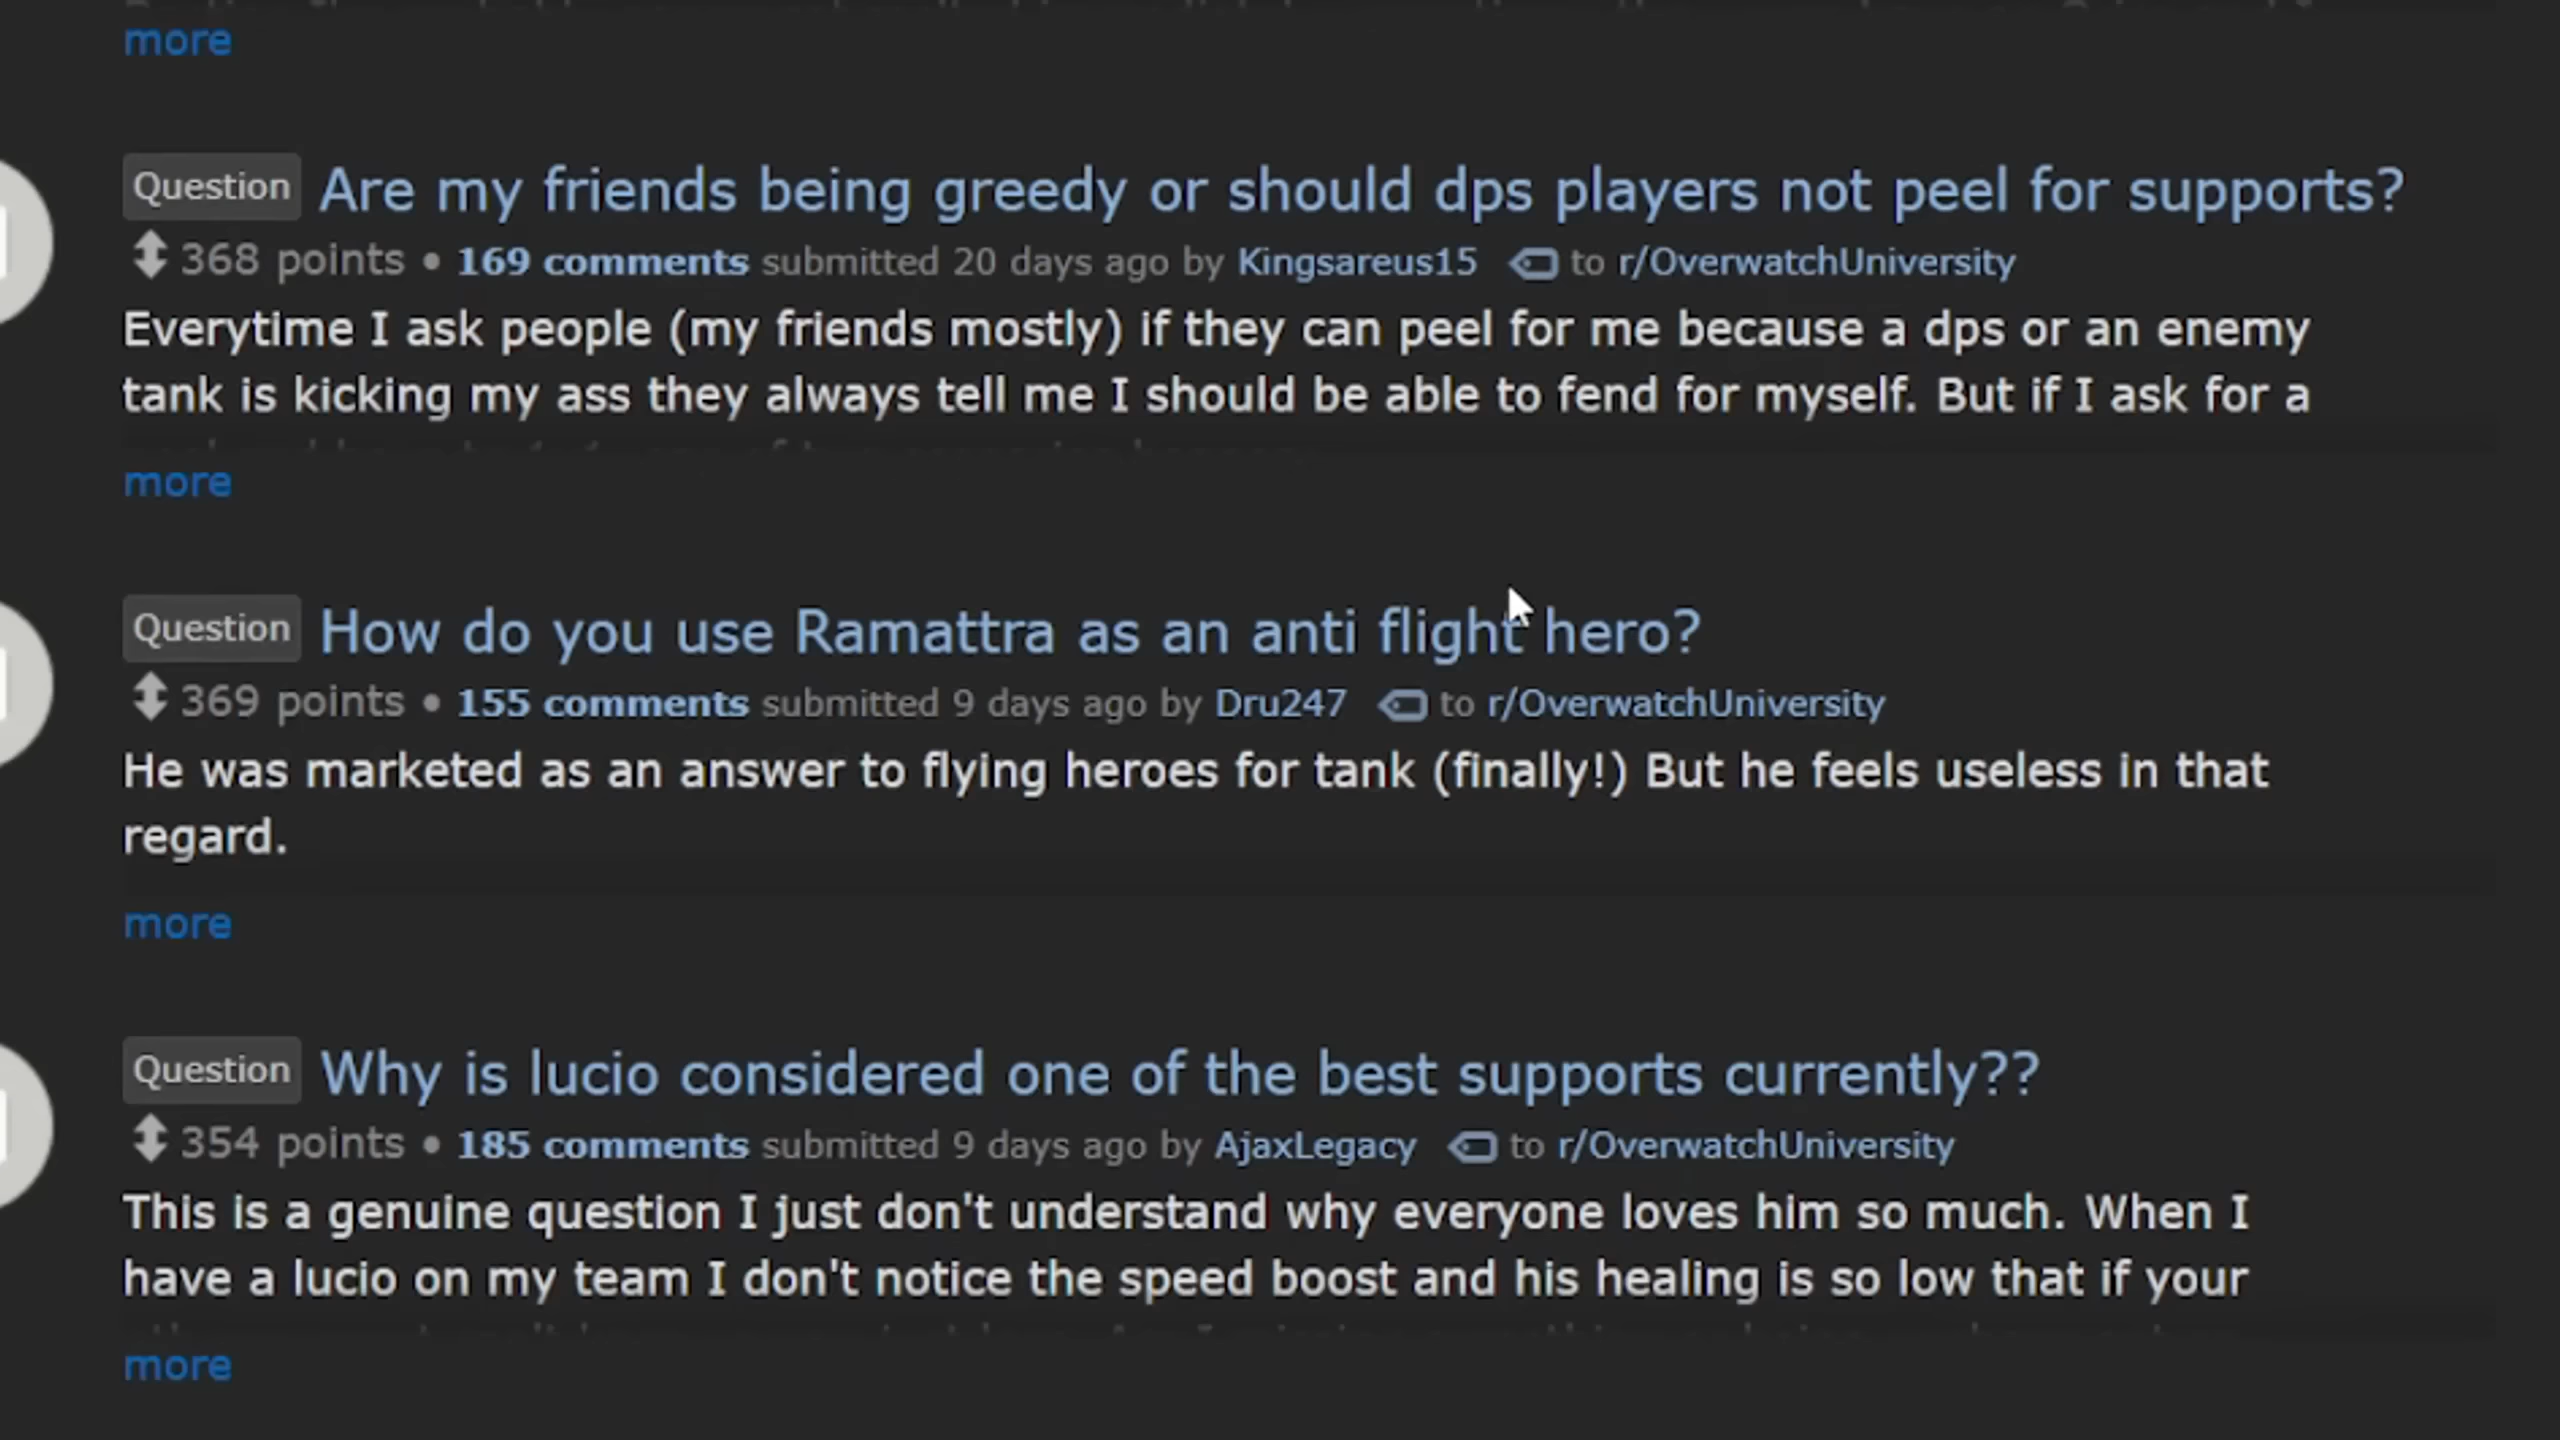 more
Question Are my friends being greedy or should dps players not peel for supports?
368 points • 169 comments submitted 20 days ago by Kingsareus15 to r/OverwatchUniversity
Everytime I ask people (my friends mostly) if they can peel for me because a dps or an enemy
tank is kicking my ass they always tell me I should be able to fend for myself. But if I ask for a
more
Question How do you use Ramattra as an anti flight hero?
369 points • 155 comments submitted 9 days ago by Dru247 to r/OverwatchUniversity
He was marketed as an answer to flying heroes for tank (finally!) But he feels useless in that
regard.
more
Question Why is lucio considered one of the best supports currently??
354 points • 185 comments submitted 9 days ago by AjaxLegacy to r/OverwatchUniversity
This is a genuine question I just don't understand why everyone loves him so much. When I
have a lucio on my team I don't notice the speed boost and his healing is so low that if your
more